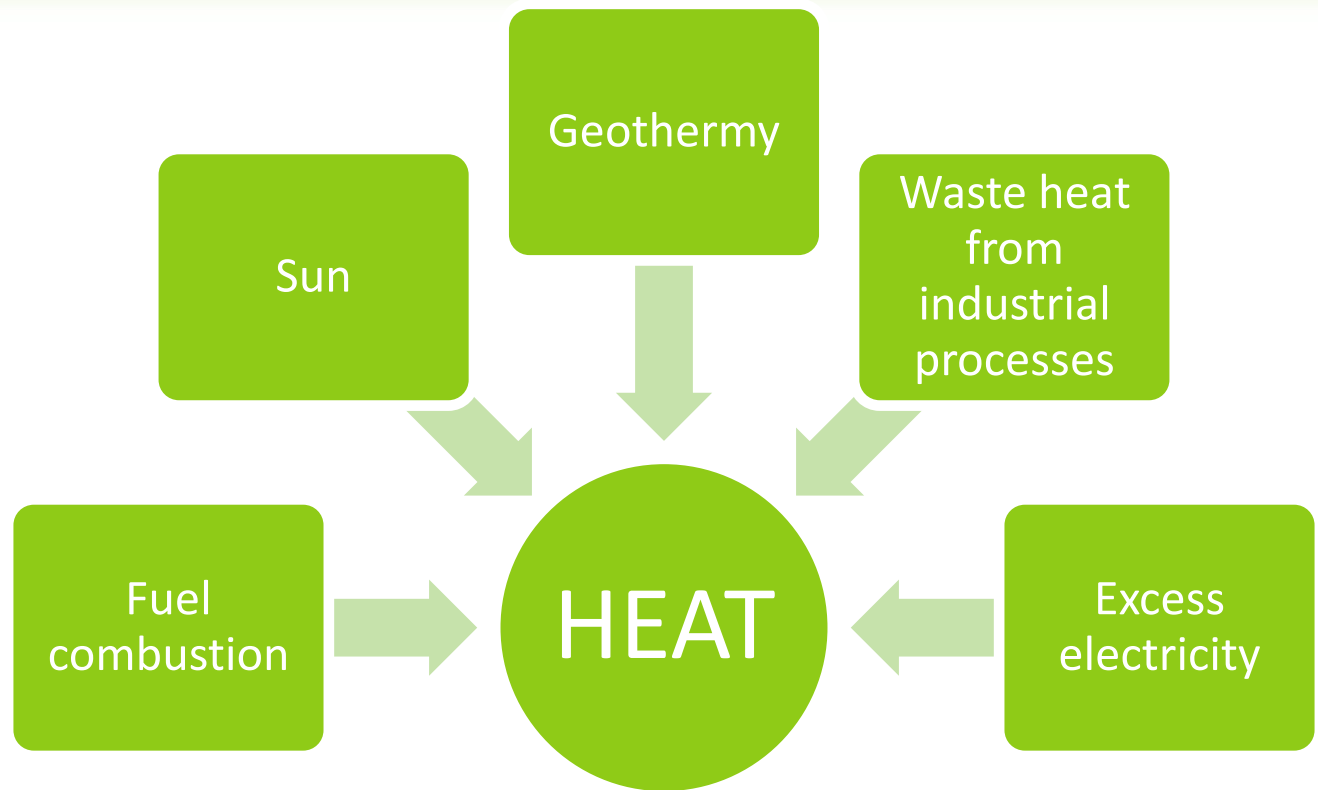 Geothermy
Sun
Waste heat
from
industrial
processes
Fuel
combustion
HEAT
Excess
electricity